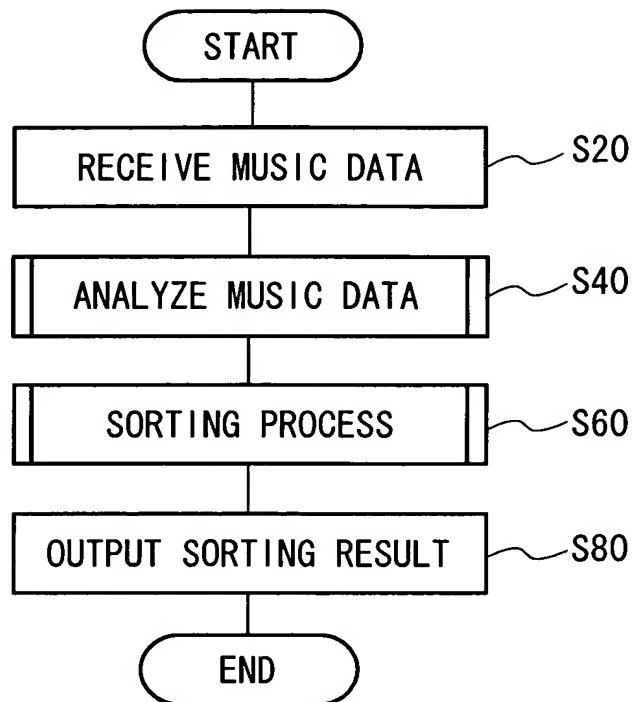 START
RECEIVE MUSIC DATA
S20
ANALYZE MUSIC DATA
S40
SORTING PROCESS
S60
OUTPUT SORTING RESULT
S80
END